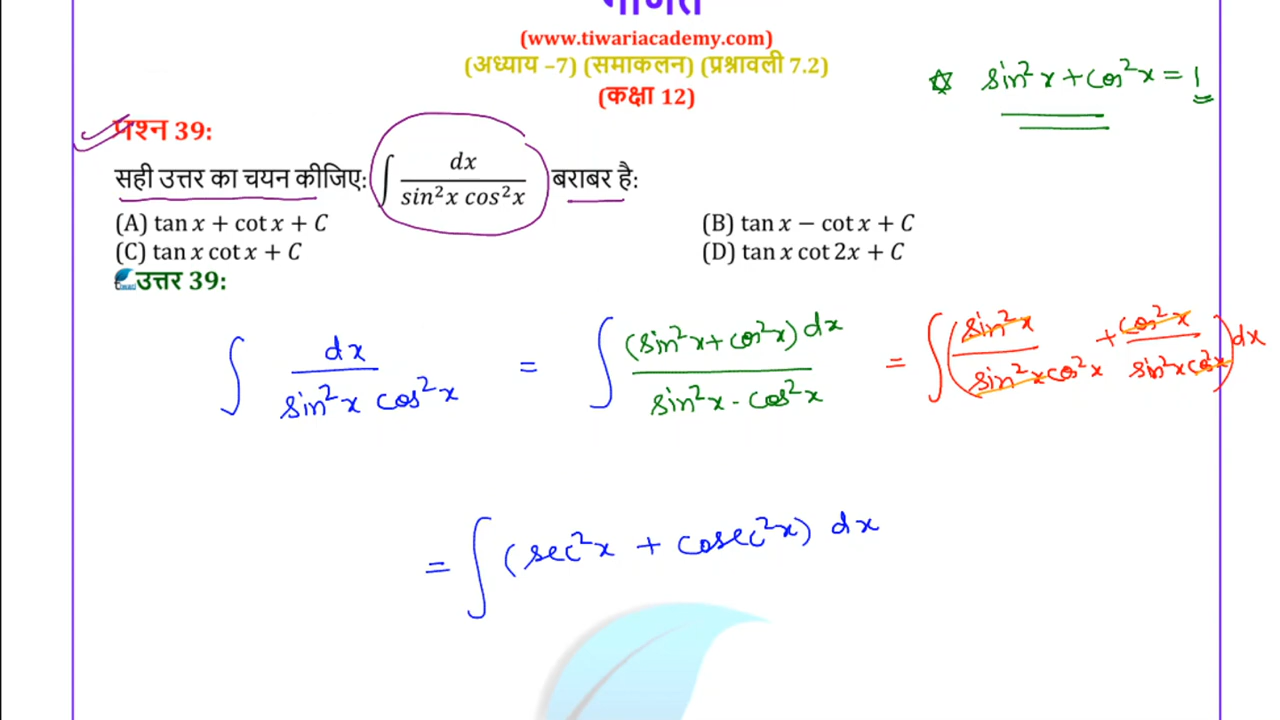 गणित
(www.tiwariacademy.com)
(अध्याय –7) (समाकलन) (प्रश्नावली 7.2)
(कक्षा 12)
☆ sin²x + cos²x = 1
प्रश्न 39:
सही उत्तर का चयन कीजिए: ∫ dx / sin²x cos²x बराबर है:
(A) tan x + cot x + C (B) tan x − cot x + C
(C) tan x cot x + C (D) tan x cot 2x + C
उत्तर 39:
∫ dx / sin²x cos²x = ∫ (sin²x + cos²x) dx / sin²x - cos²x = ∫ (sin²x / sin²x cos²x + cos²x / sin²x cos²x) dx
= ∫ (sec²x + cosec²x) dx